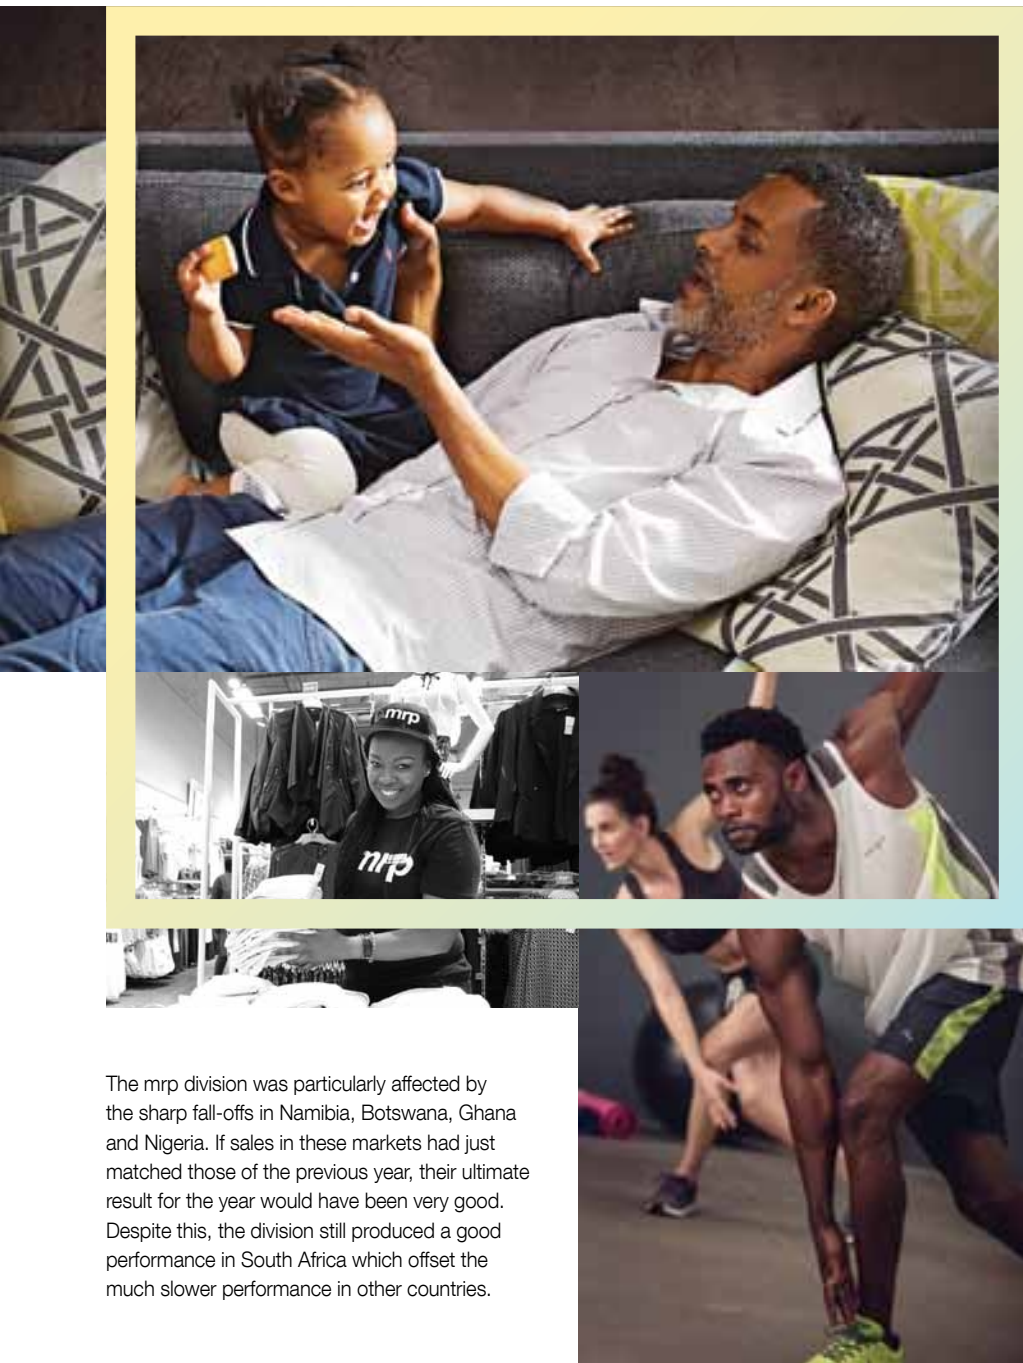 mrp
mrp
The mrp division was particularly affected by
the sharp fall-offs in Namibia, Botswana, Ghana
and Nigeria. If sales in these markets had just
matched those of the previous year, their ultimate
result for the year would have been very good.
Despite this, the division still produced a good
performance in South Africa which offset the
much slower performance in other countries.